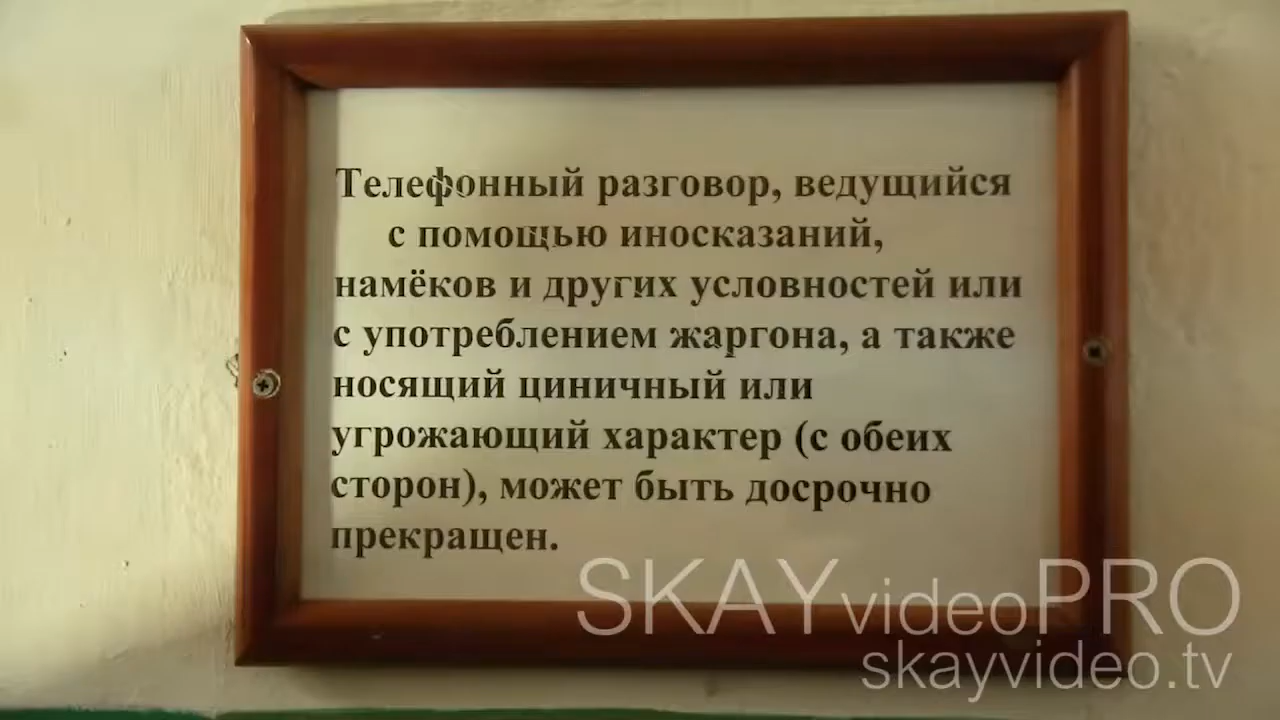 Телефонный разговор, ведущийся
с помощью иносказаний,
намёков и других условностей или
с употреблением жаргона, а также
носящий циничный или
угрожающий характер (с обеих
сторон), может быть досрочно
прекращен.
SKAYvideoPRO
skayvideo.tv